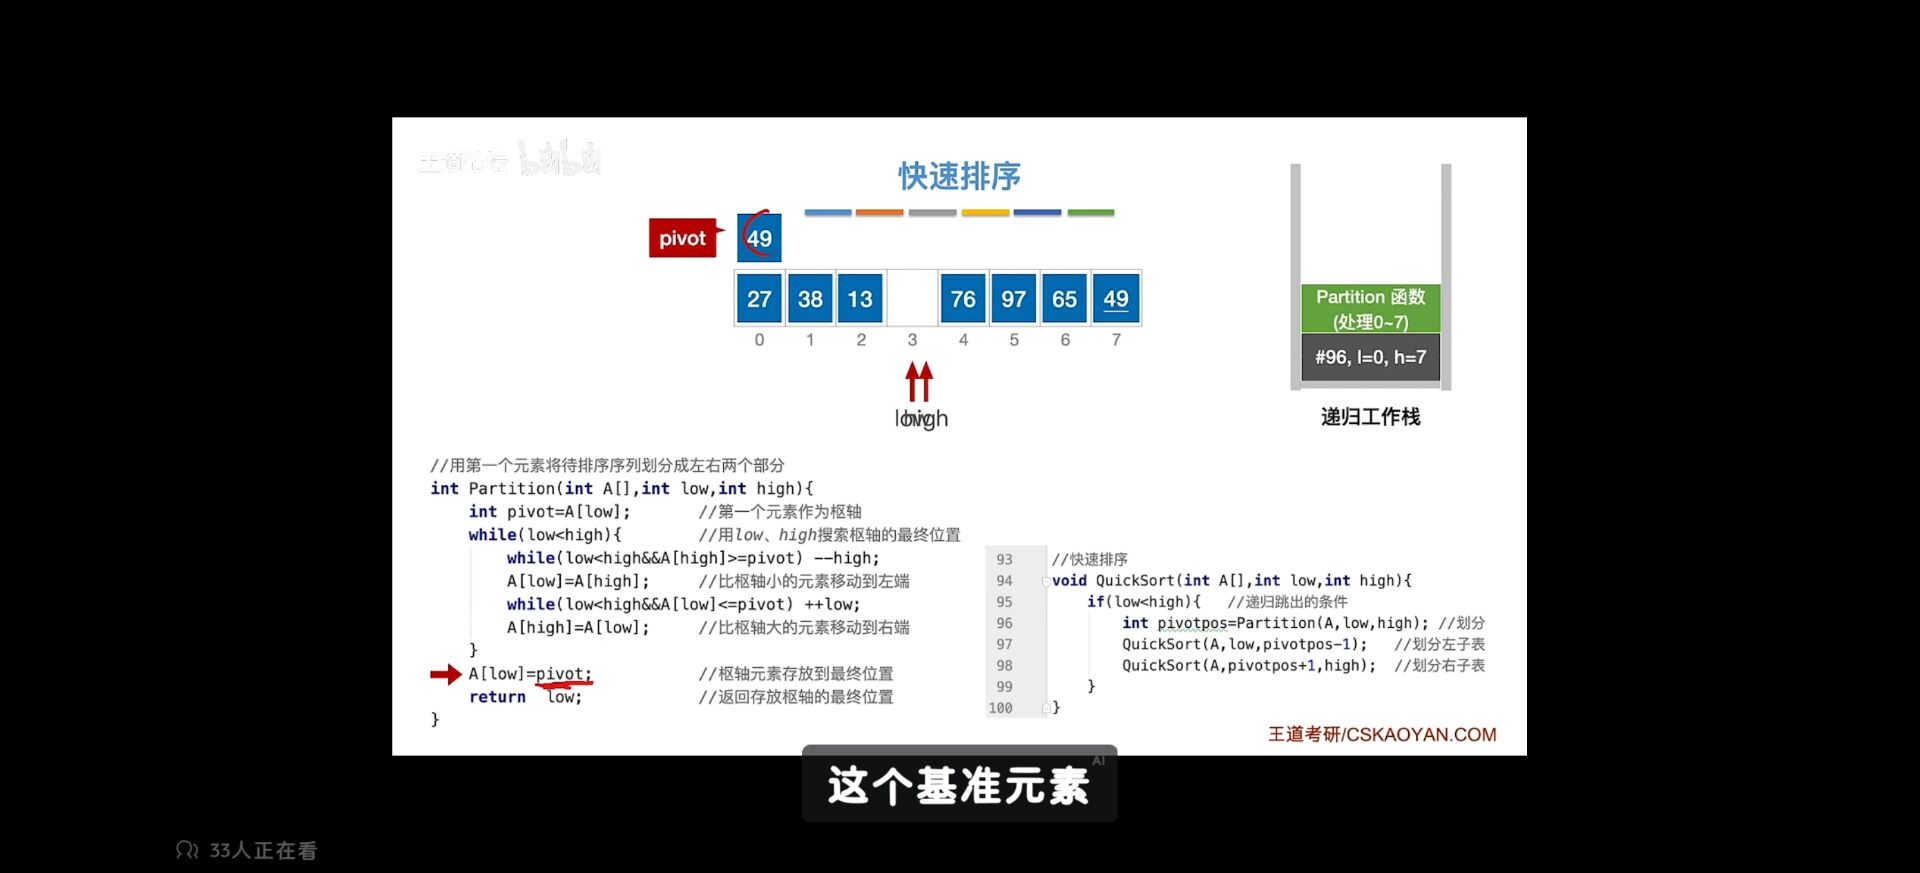 王道论坛 bilibili
快速排序
pivot 49
27 38 13 76 97 65 49
0 1 2 3 4 5 6 7
low high
Partition 函数
(处理0~7)
#96, l=0, h=7
递归工作栈
//用第一个元素将待排序序列划分成左右两个部分
int Partition(int A[],int low,int high){
int pivot=A[low]; //第一个元素作为枢轴
while(low<high){ //用low、high搜索枢轴的最终位置
while(low<high&&A[high]>=pivot) --high;
A[low]=A[high]; //比枢轴小的元素移动到左端
while(low<high&&A[low]<=pivot) ++low;
A[high]=A[low]; //比枢轴大的元素移动到右端
}
A[low]=pivot; //枢轴元素存放到最终位置
return low; //返回存放枢轴的最终位置
}
93 //快速排序
94 void QuickSort(int A[],int low,int high){
95 if(low<high){ //递归跳出的条件
96 int pivotpos=Partition(A,low,high); //划分
97 QuickSort(A,low,pivotpos-1); //划分左子表
98 QuickSort(A,pivotpos+1,high); //划分右子表
99 }
100 }
王道考研/CSKAOYAN.COM
这个基准元素
AI
33人正在看